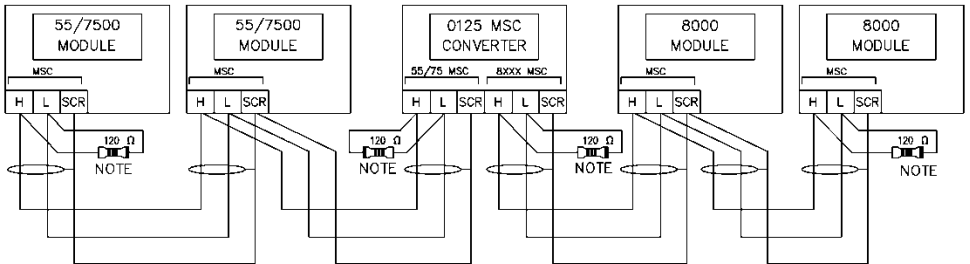 55/7500
MODULE
55/7500
MODULE
0125 MSC
CONVERTER
8000
MODULE
8000
MODULE
MSC
MSC
55/75 MSC
8XXX MSC
MSC
MSC
H L SCR
H L SCR
H L SCR H L SCR
H L SCR
H L SCR
120 Ω
120 Ω
120 Ω
120 Ω
NOTE
NOTE
NOTE
NOTE